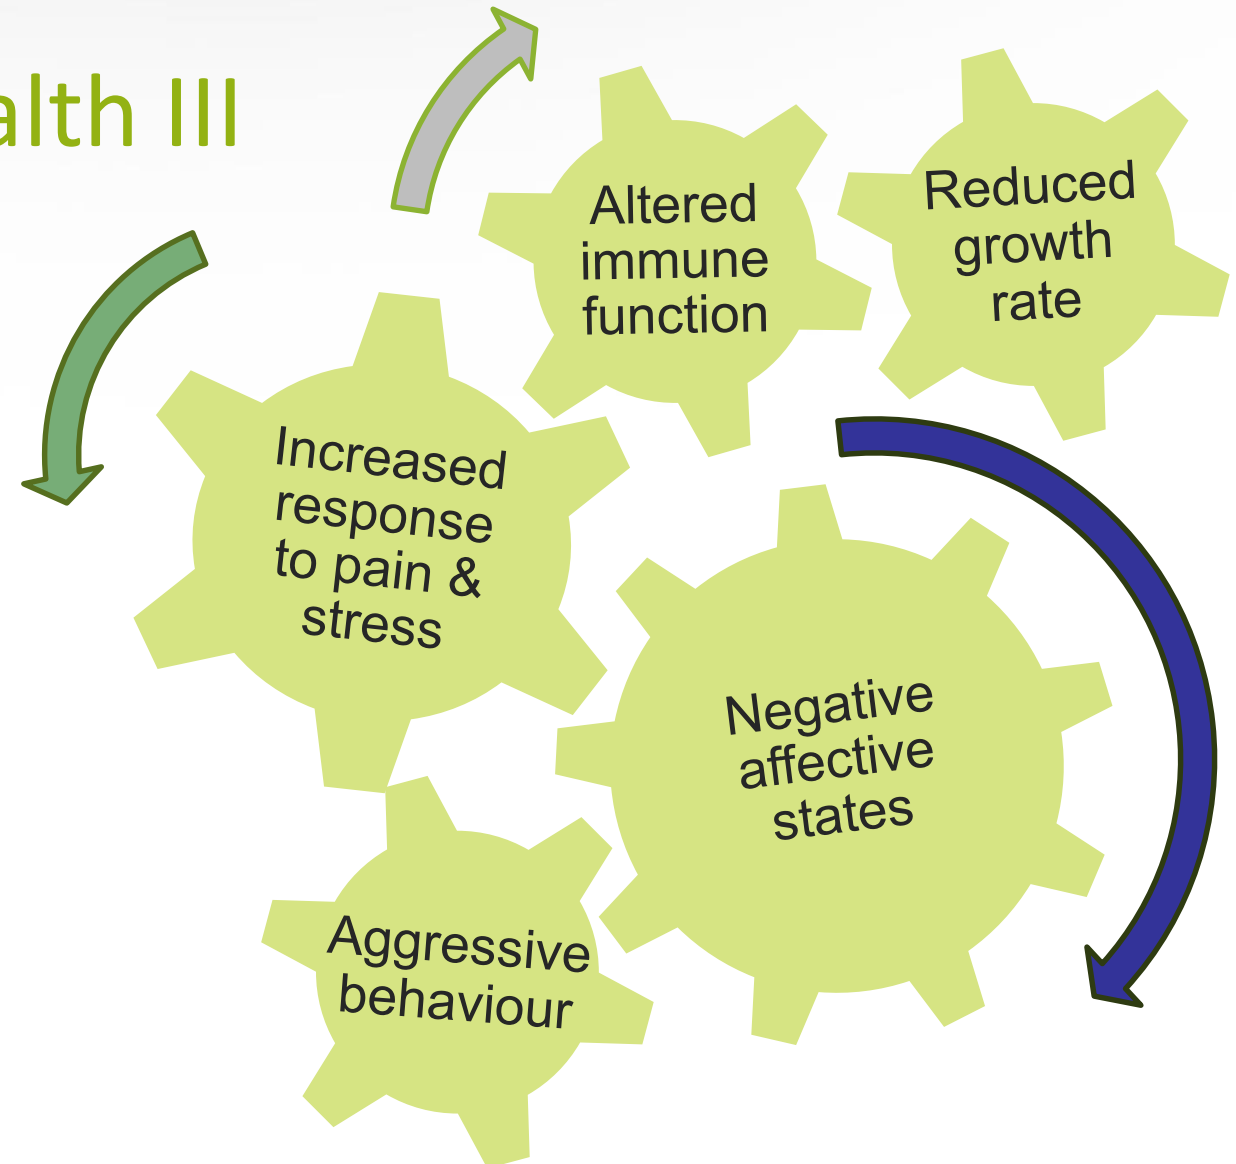 alth III
Altered
immune
function
Reduced
growth
rate
Increased
response
to pain &
stress
Negative
affective
states
Aggressive
behaviour